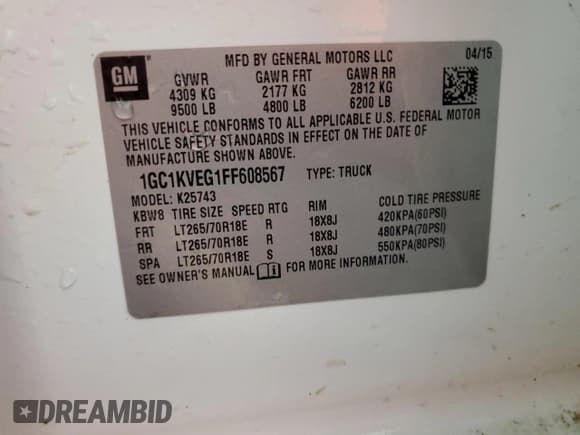 GM
MFD BY GENERAL MOTORS LLC 04/15
GVWR GAWR FRT GAWR RR
4309 KG 2177 KG 2812 KG
9500 LB 4800 LB 6200 LB
THIS VEHICLE CONFORMS TO ALL APPLICABLE U.S. FEDERAL MOTOR
VEHICLE SAFETY STANDARDS IN EFFECT ON THE DATE OF
MANUFACTURE SHOWN ABOVE.
1GC1KVEG1FF608567 TYPE: TRUCK
MODEL: K25743
KBW8 TIRE SIZE SPEED RTG RIM COLD TIRE PRESSURE
FRT LT265/70R18E R 18X8J 420KPA(60PSI)
RR LT265/70R18E R 18X8J 480KPA(70PSI)
SPA LT265/70R18E S 18X8J 550KPA(80PSI)
SEE OWNER'S MANUAL FOR MORE INFORMATION.
DREAMBID